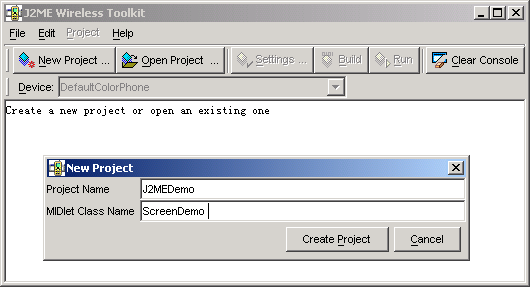 J2ME Wireless Toolkit
File Edit Project Help
New Project ... Open Project ... Settings ... Build Run Clear Console
Device: DefaultColorPhone
Create a new project or open an existing one
New Project
Project Name J2MEDemo
MIDlet Class Name ScreenDemo
Create Project Cancel